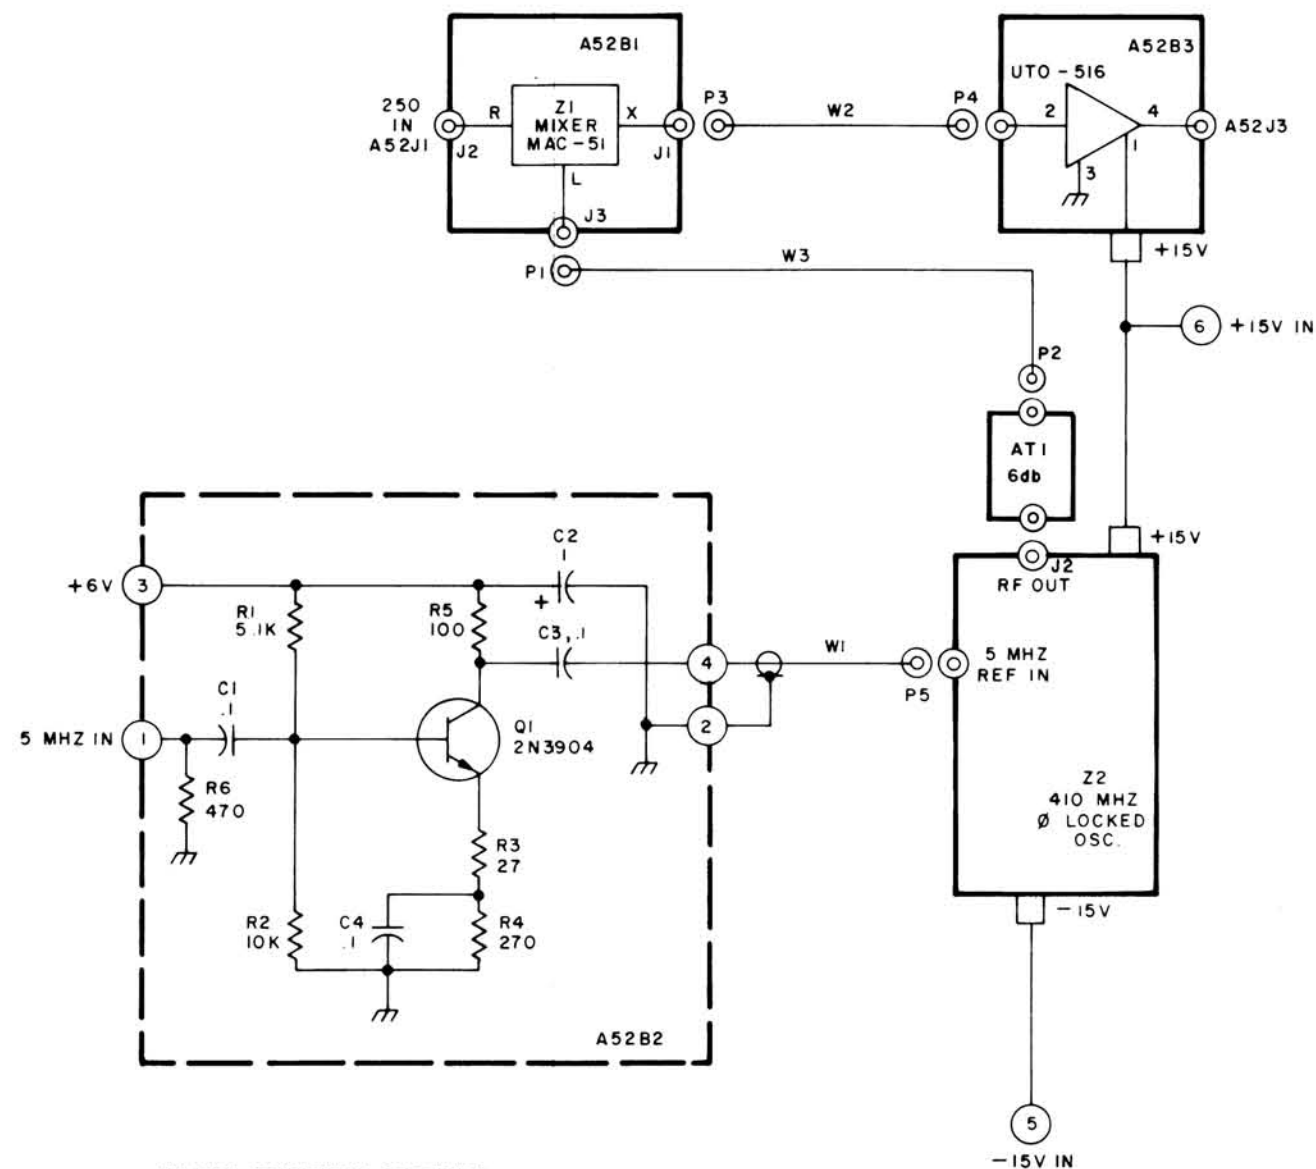 A52B1
250
IN
A52J1
J2
R
Z1
MIXER
MAC-51
X
J1
L
J3
P3
W2
P4
A52B3
UTO-516
2
4
1
3
A52J3
+15V
P1
W3
6
+15V IN
P2
AT1
6db
+15V
J2
RF OUT
5 MHZ
REF IN
Z2
410 MHZ
Ø LOCKED
OSC.
-15V
5
-15V IN
+6V
3
R1
5.1K
R5
100
C2
1
+
C3, .1
4
W1
P5
2
5 MHZ IN
1
C1
.1
R6
470
Q1
2N3904
R3
27
R2
10K
C4
.1
R4
270
A52B2